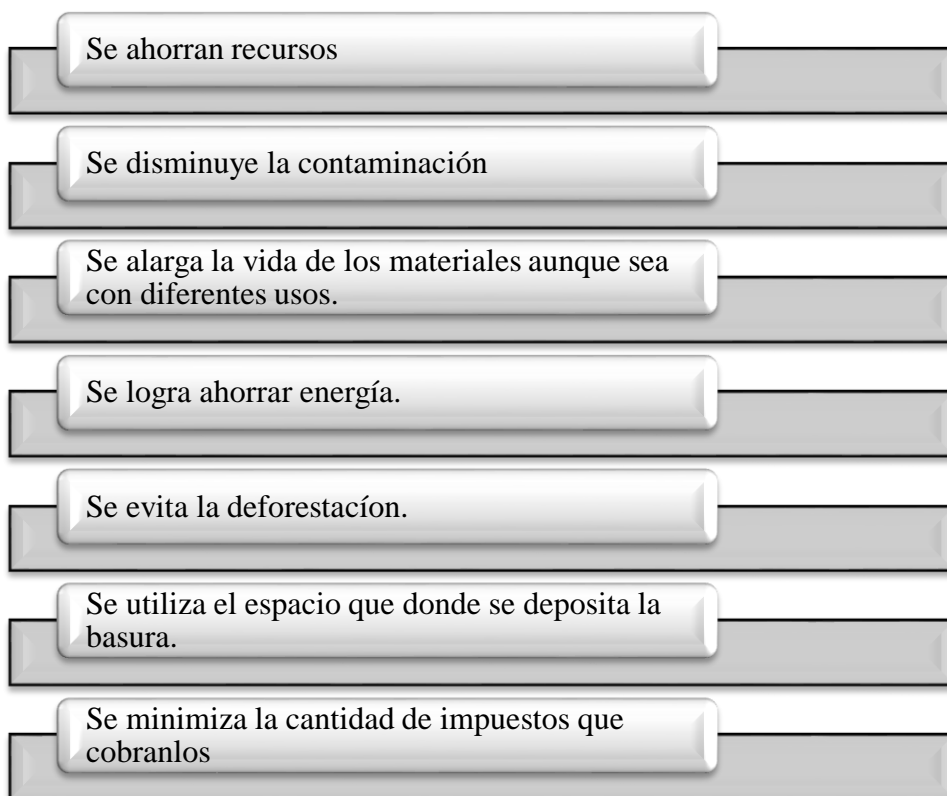 Se ahorran recursos
Se disminuye la contaminación
Se alarga la vida de los materiales aunque sea
con diferentes usos.
Se logra ahorrar energía.
Se evita la deforestacíon.
Se utiliza el espacio que donde se deposita la
basura.
Se minimiza la cantidad de impuestos que
cobranlos